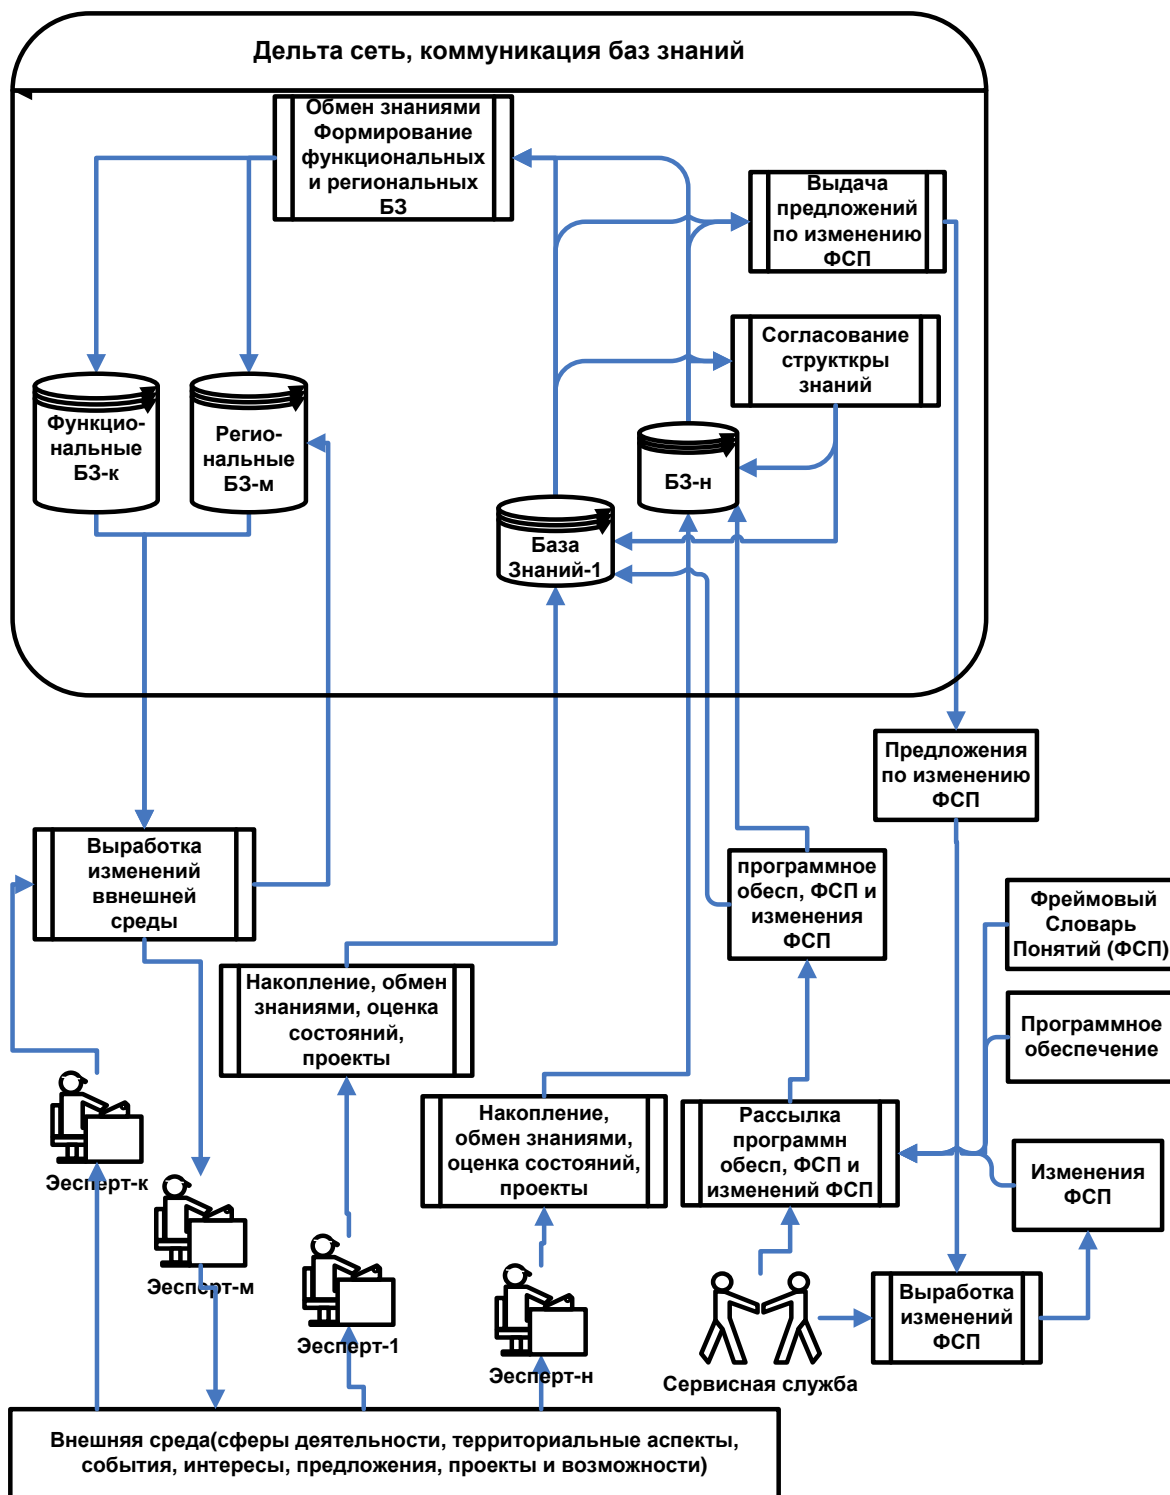 Дельта сеть, коммуникация баз знаний
Обмен знаниями
Формирование
функциональных
и региональных
БЗ
Выдача
предложений
по изменению
ФСП
Согласование
структкры
знаний
Функцио-
нальные
БЗ-к
Регио-
нальные
БЗ-м
БЗ-н
База
Знаний-1
Предложения
по изменению
ФСП
Выработка
изменений
ввнешней
среды
программное
обесп, ФСП и
изменения
ФСП
Фреймовый
Словарь
Понятий (ФСП)
Накопление, обмен
знаниями, оценка
состояний,
проекты
Программное
обеспечение
Накопление,
обмен знаниями,
оценка состояний,
проекты
Рассылка
программн
обесп, ФСП и
изменений ФСП
Изменения
ФСП
Эесперт-к
Эесперт-м
Эесперт-1
Эесперт-н
Сервисная служба
Выработка
изменений
ФСП
Внешняя среда(сферы деятельности, территориальные аспекты,
события, интересы, предложения, проекты и возможности)